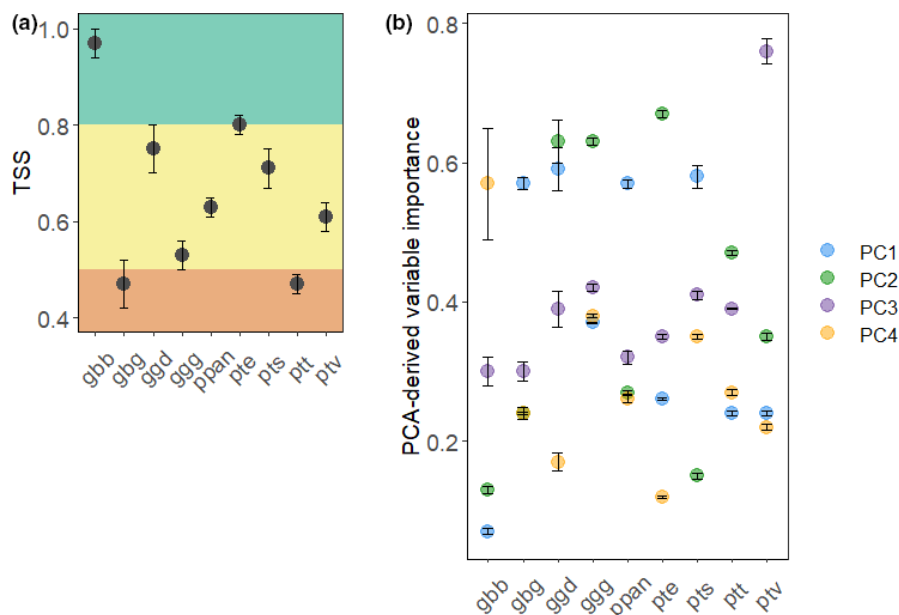 (a)
TSS
1.0
0.8
0.6
0.4
gbb gbg ggd ggg ppan pte pts ptt ptv
(b)
PCA-derived variable importance
0.8
0.6
0.4
0.2
gbb gbg ggd ggg ppan pte pts ptt ptv
PC1
PC2
PC3
PC4